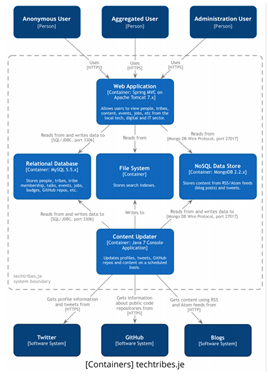 Anonymous User
[Person]
Aggregated User
[Person]
Administration User
[Person]
Uses
[HTTPS]
Uses
[HTTPS]
Uses
[HTTPS]
Web Application
[Container: Spring MVC on
Apache Tomcat 7.x]
Allows users to view people, tribes,
content, events, jobs, etc from the
local tech, digital and IT sector.
Reads from and writes data to
[SQL/JDBC, port 3306]
Reads from
Reads from
[Mongo DB Wire Protocol, port 27017]
Relational Database
[Container: MySQL 5.5.x]
Stores people, tribes, tribe
membership, talks, events, jobs,
badges, GitHub repos, etc.
File System
[Container]
Stores search indexes.
NoSQL Data Store
[Container: MongoDB 2.2.x]
Stores content from RSS/Atom feeds
(blog posts) and tweets.
Reads from and writes data to
[SQL/JDBC, port 3306]
Writes to
Reads from and writes data to
[Mongo DB Wire Protocol, port 27017]
Content Updater
[Container: Java 7 Console
Application]
Updates profiles, tweets, GitHub
repos and content on a scheduled
basis.
techtribes.je
system boundary
Gets profile information
and tweets from
[HTTPS]
Gets information
about public code
repositories from
[HTTPS]
Gets content using RSS
and Atom feeds from
[HTTP]
Twitter
[Software System]
GitHub
[Software System]
Blogs
[Software System]
[Containers] techtribes.je